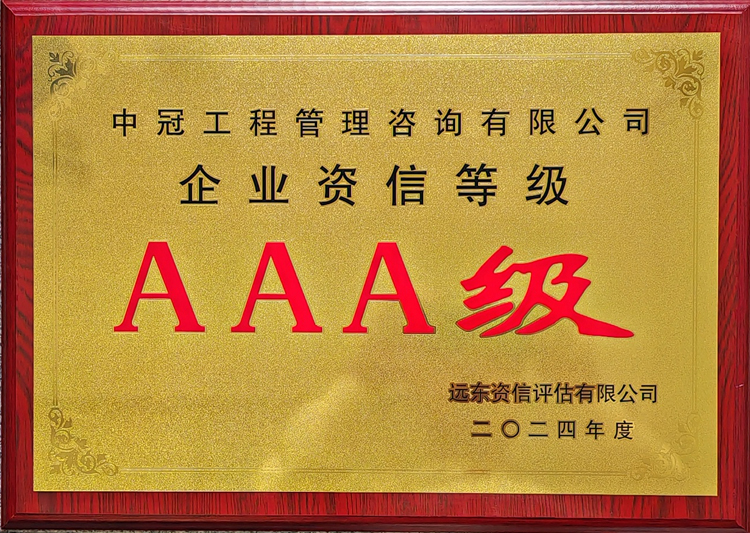 中冠工程管理咨询有限公司
企业资信等级
AAA级
远东资信评估有限公司
二〇二四年度